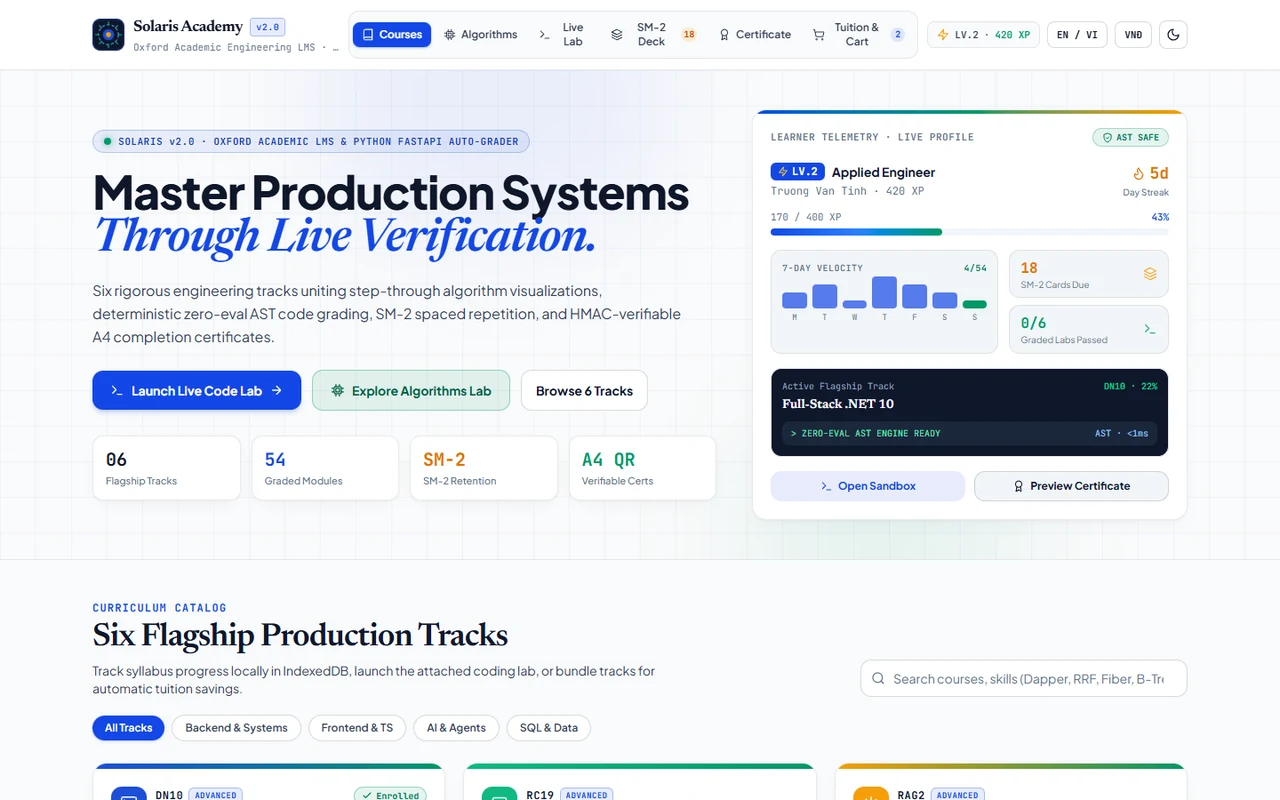 Solaris Academy v2.0
Oxford Academic Engineering LMS · …
Courses
Algorithms
Live Lab
SM-2 Deck 18
Certificate
Tuition & Cart 2
LV.2 · 420 XP
EN / VI
VNĐ
SOLARIS v2.0 · OXFORD ACADEMIC LMS & PYTHON FASTAPI AUTO-GRADER
Master Production Systems
Through Live Verification.
Six rigorous engineering tracks uniting step-through algorithm visualizations,
deterministic zero-eval AST code grading, SM-2 spaced repetition, and HMAC-verifiable
A4 completion certificates.
>_ Launch Live Code Lab →
Explore Algorithms Lab
Browse 6 Tracks
06
Flagship Tracks
54
Graded Modules
SM-2
SM-2 Retention
A4 QR
Verifiable Certs
LEARNER TELEMETRY · LIVE PROFILE
AST SAFE
LV.2 Applied Engineer
5d
Truong Van Tinh · 420 XP
Day Streak
170 / 400 XP
43%
7-DAY VELOCITY
4/54
M T W T F S S
18
SM-2 Cards Due
0/6
Graded Labs Passed
Active Flagship Track
DN10 · 22%
Full-Stack .NET 10
> ZERO-EVAL AST ENGINE READY
AST · <1ms
Open Sandbox
Preview Certificate
CURRICULUM CATALOG
Six Flagship Production Tracks
Track syllabus progress locally in IndexedDB, launch the attached coding lab, or bundle tracks for
automatic tuition savings.
Search courses, skills (Dapper, RRF, Fiber, B-Tre
All Tracks
Backend & Systems
Frontend & TS
AI & Agents
SQL & Data
DN10 ADVANCED
Enrolled
RC19 ADVANCED
RAG2 ADVANCED